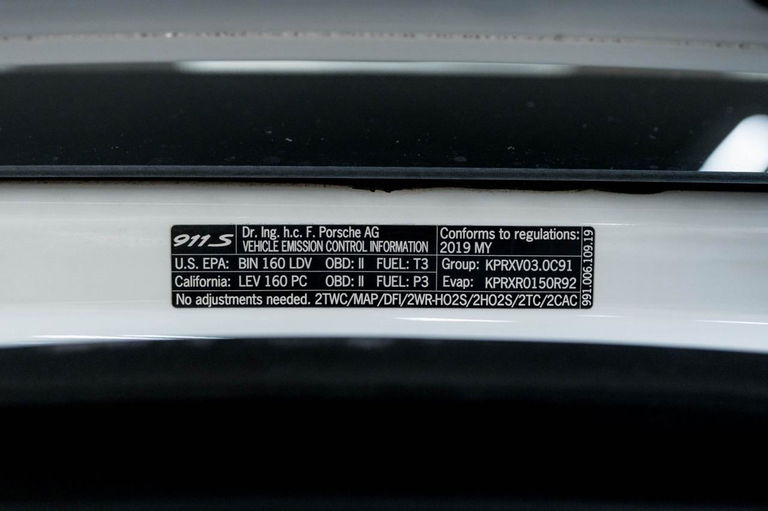 911 S
Dr. Ing. h.c. F. Porsche AG
VEHICLE EMISSION CONTROL INFORMATION
Conforms to regulations:
2019 MY
U.S. EPA: BIN 160 LDV OBD: II FUEL: T3
Group: KPRXV03.0C91
California: LEV 160 PC OBD: II FUEL: P3
Evap: KPRXR0150R92
No adjustments needed. 2TWC/MAP/DFI/2WR-HO2S/2HO2S/2TC/2CAC
991.006.109.19